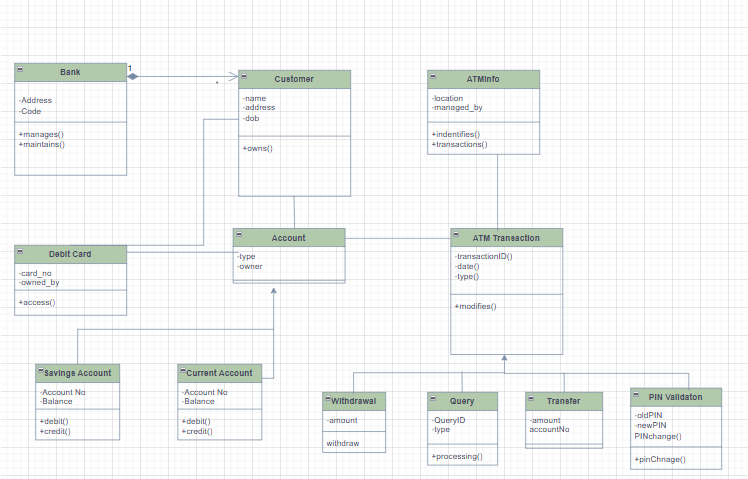 Bank
-Address
-Code
+manages()
+maintains()
1
*
Customer
-name
-address
-dob
+owns()
ATMInfo
-location
-managed_by
+indentifies()
+transactions()
Debit Card
-card_no
-owned_by
+access()
Account
-type
-owner
ATM Transaction
-transactionID()
-date()
-type()
+modifies()
Savings Account
-Account No
-Balance
+debit()
+credit()
Current Account
-Account No
-Balance
+debit()
+credit()
Withdrawal
-amount
withdraw
Query
-QueryID
-type
+processing()
Transfer
-amount
accountNo
PIN Validaton
-oldPIN
-newPIN
PINchange()
+pinChnage()